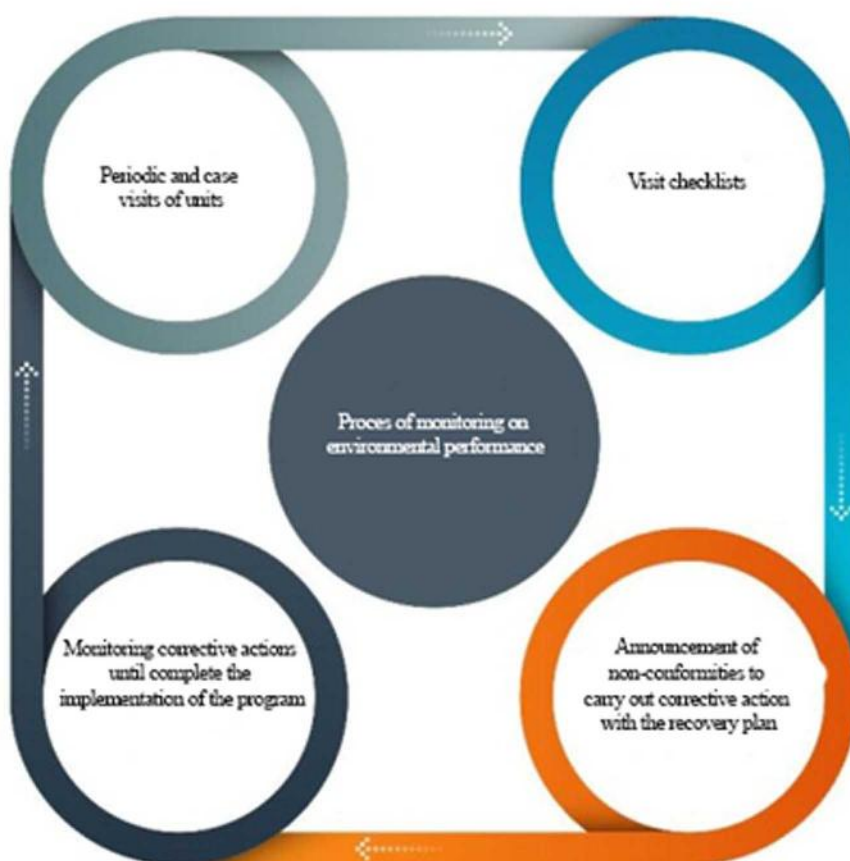 Periodic and case
visits of units
Visit checklists
Proces of monitoring on
environmental performance
Monitoring corrective actions
until complete the
implementation of the program
Announcement of
non-conformities to
carry out corrective action
with the recovery plan